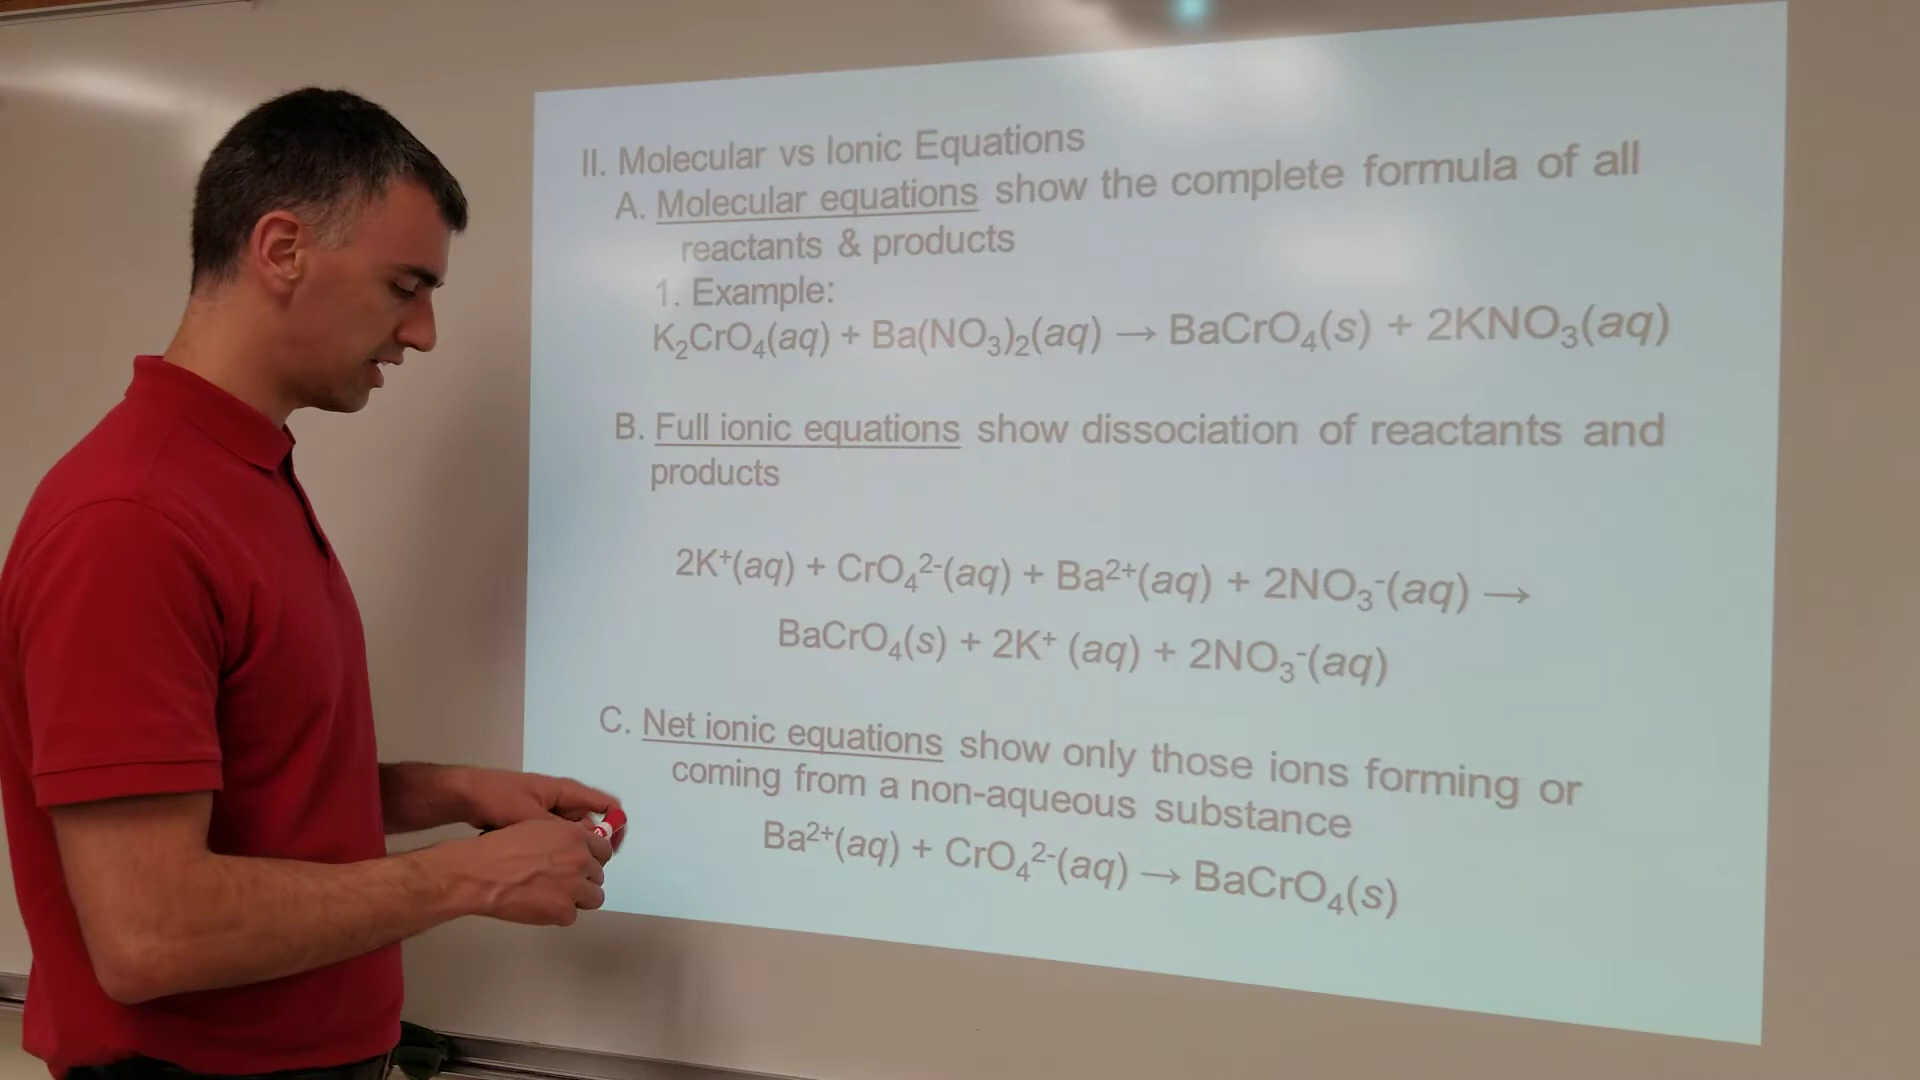 II. Molecular vs Ionic Equations
A. Molecular equations show the complete formula of all
reactants & products
1. Example:
K₂CrO₄(aq) + Ba(NO₃)₂(aq) → BaCrO₄(s) + 2KNO₃(aq)
B. Full ionic equations show dissociation of reactants and
products
2K⁺(aq) + CrO₄²⁻(aq) + Ba²⁺(aq) + 2NO₃⁻(aq) →
BaCrO₄(s) + 2K⁺ (aq) + 2NO₃⁻(aq)
C. Net ionic equations show only those ions forming or
coming from a non-aqueous substance
Ba²⁺(aq) + CrO₄²⁻(aq) → BaCrO₄(s)